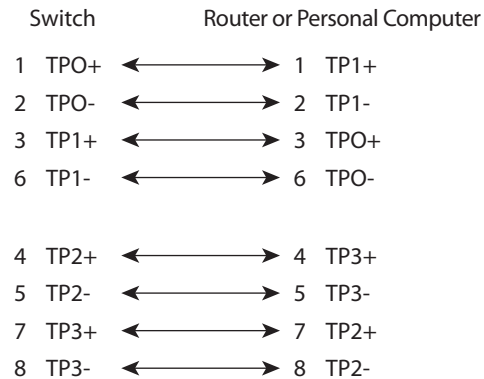 Switch Router or Personal Computer
1 TPO+ 1 TP1+
2 TPO- 2 TP1-
3 TP1+ 3 TPO+
6 TP1- 6 TPO-
4 TP2+ 4 TP3+
5 TP2- 5 TP3-
7 TP3+ 7 TP2+
8 TP3- 8 TP2-